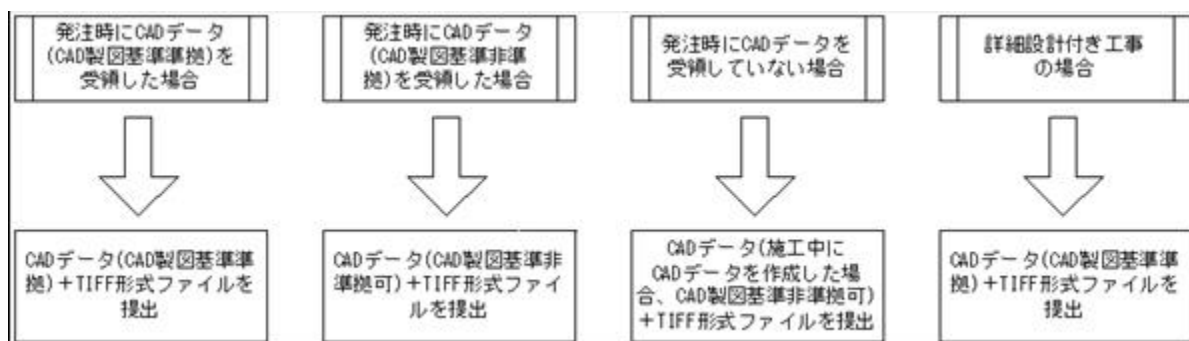 発注時にCADデータ
(CAD製図基準準拠)を
受領した場合
発注時にCADデータ
(CAD製図基準非準
拠)を受領した場合
発注時にCADデータを
受領していない場合
詳細設計付き工事
の場合
CADデータ(CAD製図基準準
拠)+TIFF形式ファイルを
提出
CADデータ(CAD製図基準非
準拠可)+TIFF形式ファイ
ルを提出
CADデータ(施工中に
CADデータを作成した場
合、CAD製図基準非準拠可)
+TIFF形式ファイルを提出
CADデータ(CAD製図基準準
拠)+TIFF形式ファイルを
提出